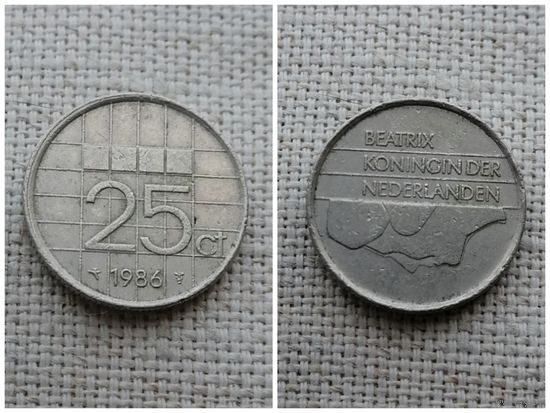 25 ct
1986
BEATRIX
KONINGIN DER
NEDERLANDEN